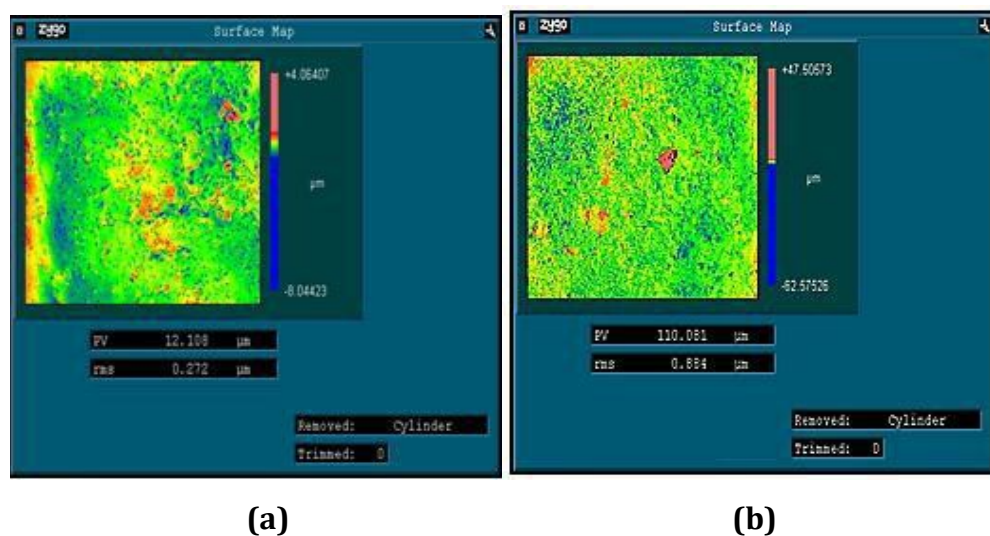 zygo Surface Map
+4.06407
µm
-8.04423
PV 12.108 µm
rms 0.272 µm
Removed: Cylinder
Trimmed: 0
(a)
zygo Surface Map
+47.50573
µm
-62.57526
PV 110.081 µm
rms 0.884 µm
Removed: Cylinder
Trimmed: 0
(b)